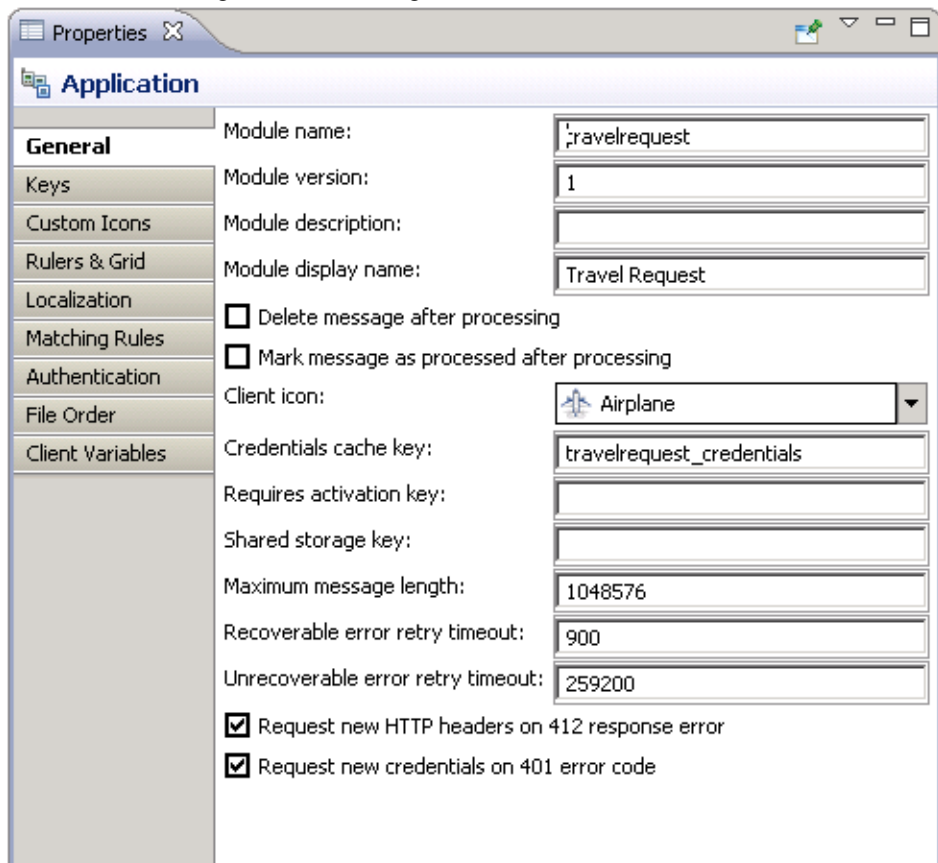 Properties
Application
General
Keys
Custom Icons
Rulers & Grid
Localization
Matching Rules
Authentication
File Order
Client Variables
Module name: travelrequest
Module version: 1
Module description:
Module display name: Travel Request
Delete message after processing
Mark message as processed after processing
Client icon: Airplane
Credentials cache key: travelrequest_credentials
Requires activation key:
Shared storage key:
Maximum message length: 1048576
Recoverable error retry timeout: 900
Unrecoverable error retry timeout: 259200
Request new HTTP headers on 412 response error
Request new credentials on 401 error code